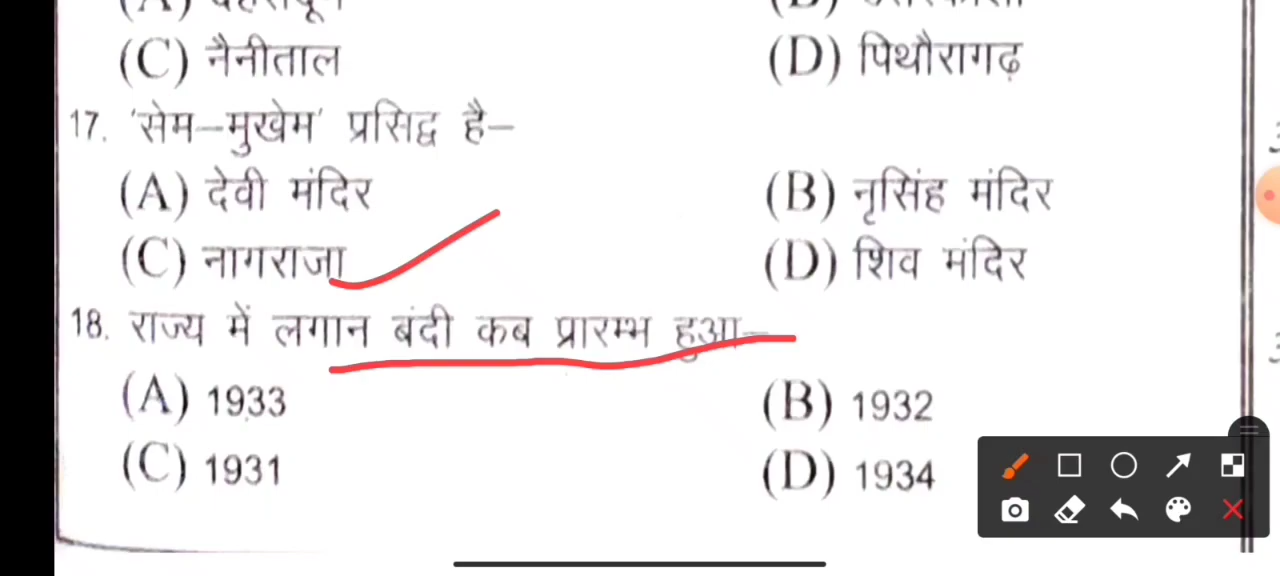 (C) नैनीताल (D) पिथौरागढ़
17. 'सेम–मुखेम' प्रसिद्व है–
(A) देवी मंदिर (B) नृसिंह मंदिर
(C) नागराजा (D) शिव मंदिर
18. राज्य में लगान बंदी कब प्रारम्भ हुआ–
(A) 1933 (B) 1932
(C) 1931 (D) 1934